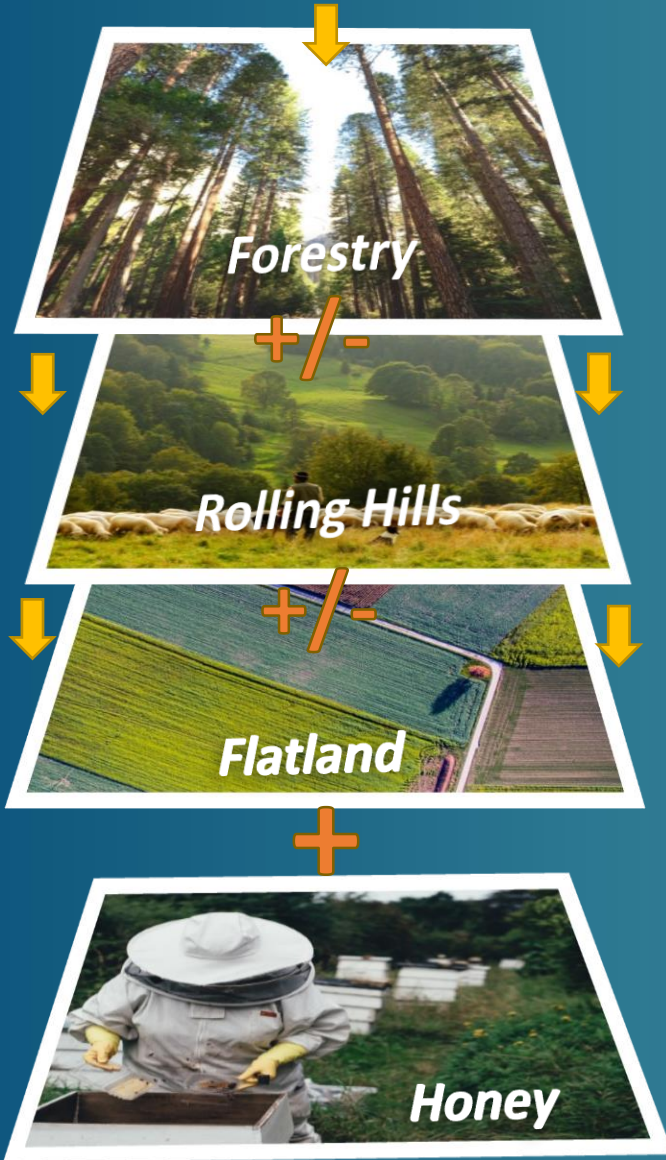 Forestry
+/-
Rolling Hills
+/-
Flatland
+
Honey